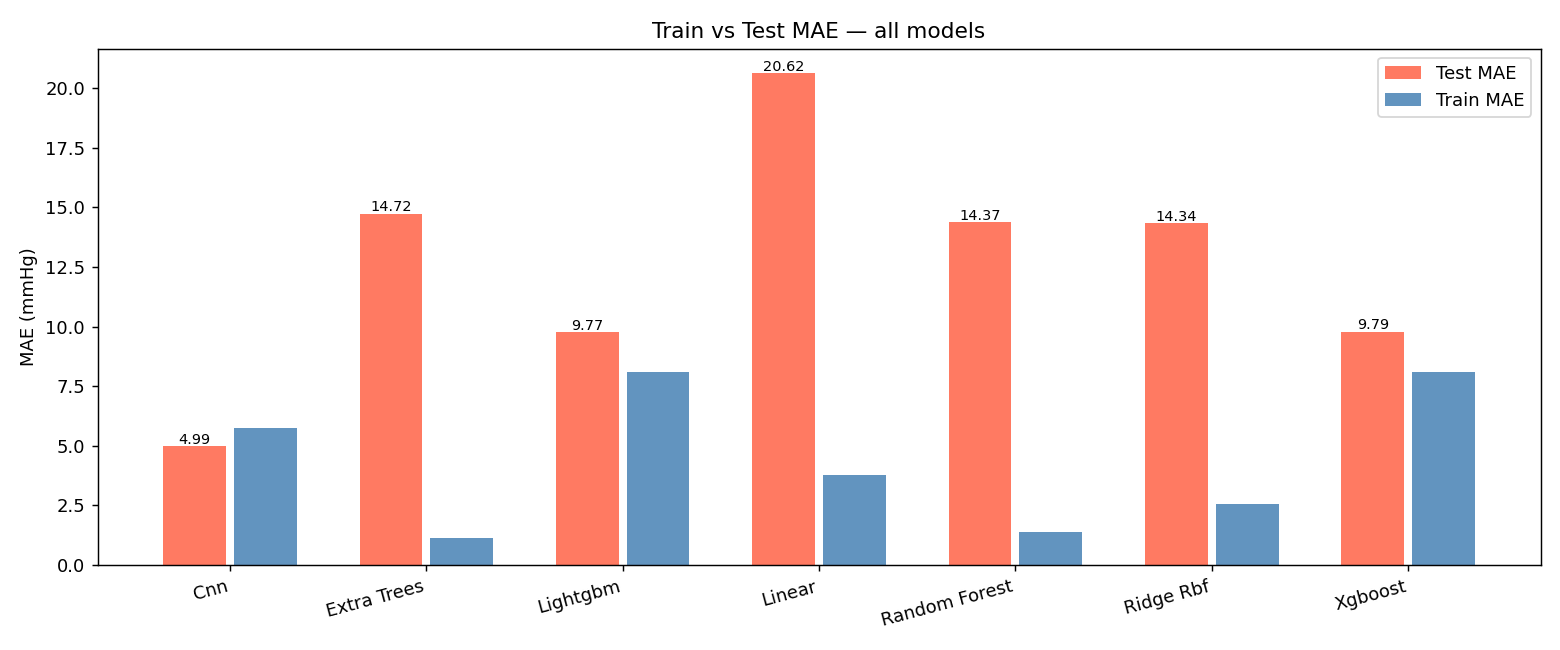 Train vs Test MAE — all models
Test MAE
Train MAE
MAE (mmHg)
20.0
17.5
15.0
12.5
10.0
7.5
5.0
2.5
0.0
4.99
14.72
9.77
20.62
14.37
14.34
9.79
Cnn
Extra Trees
Lightgbm
Linear
Random Forest
Ridge Rbf
Xgboost